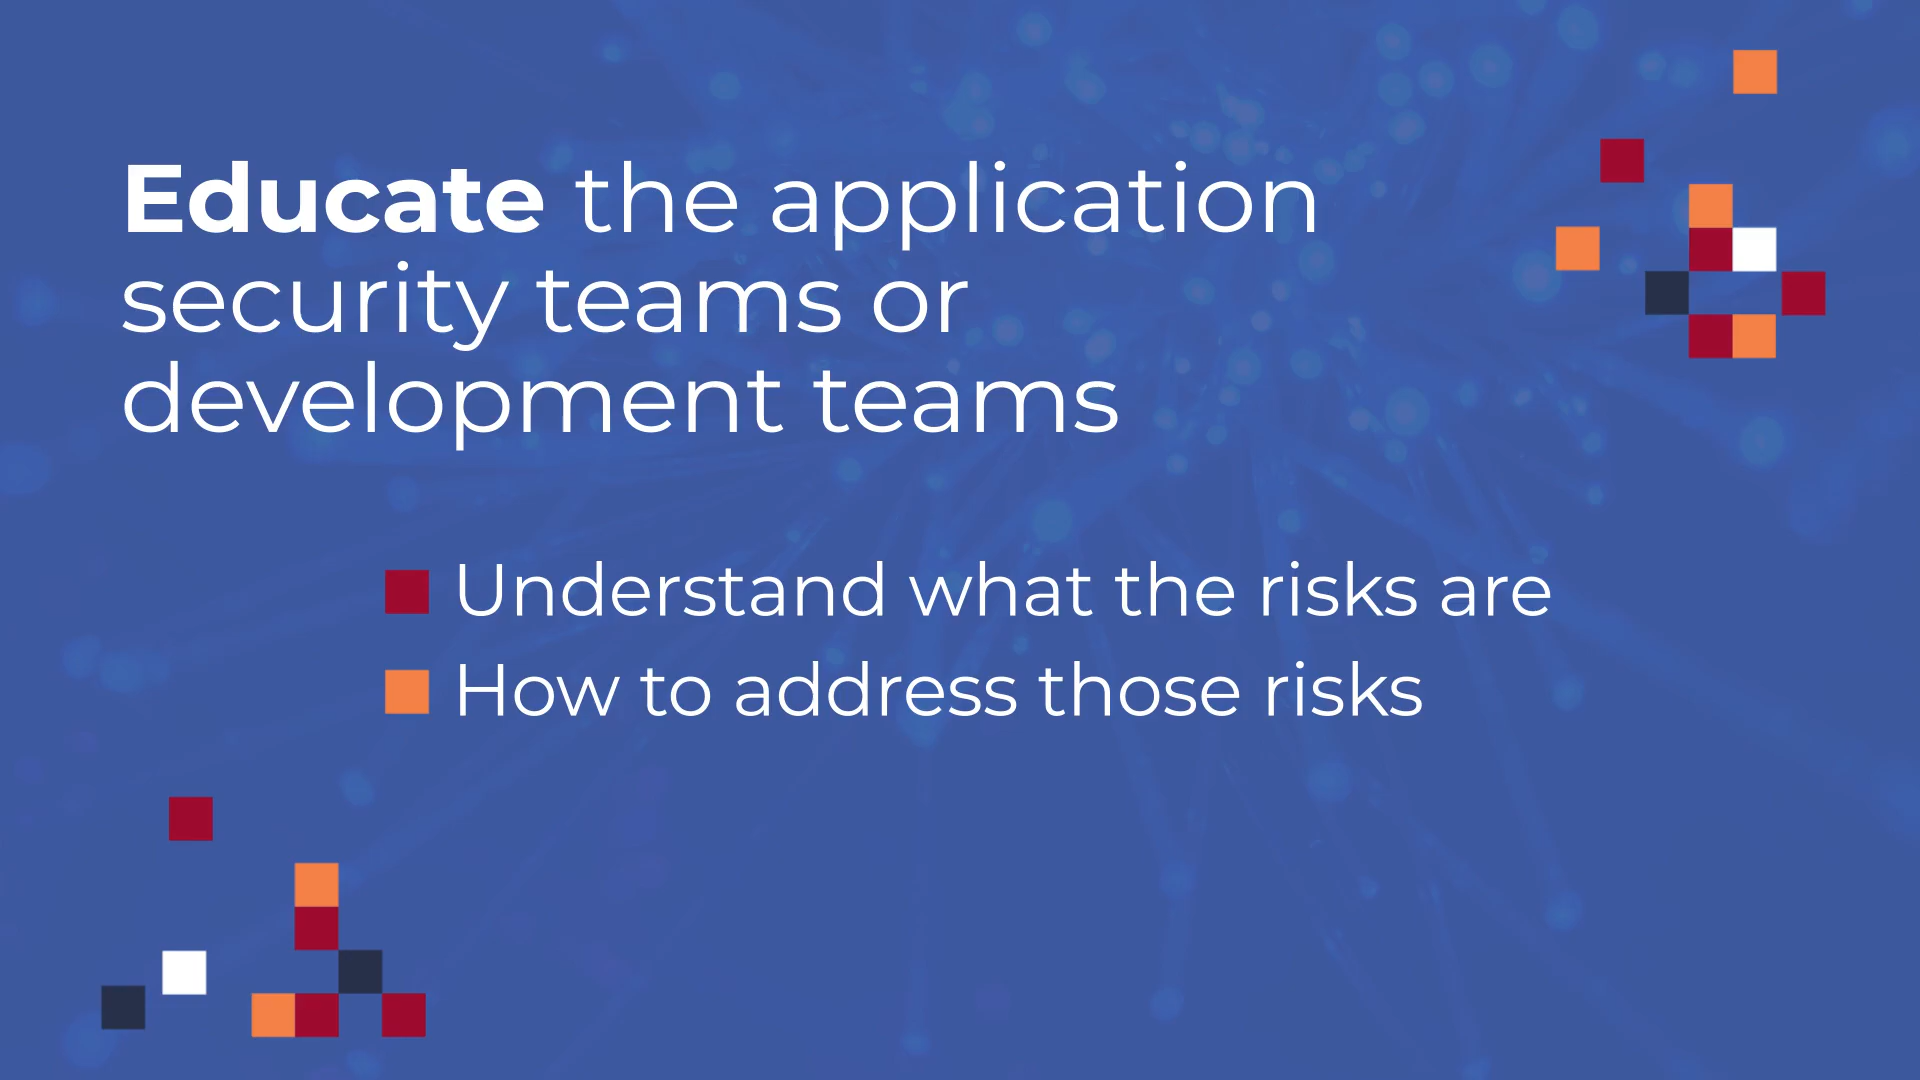 Educate the application
security teams or
development teams
Understand what the risks are
How to address those risks